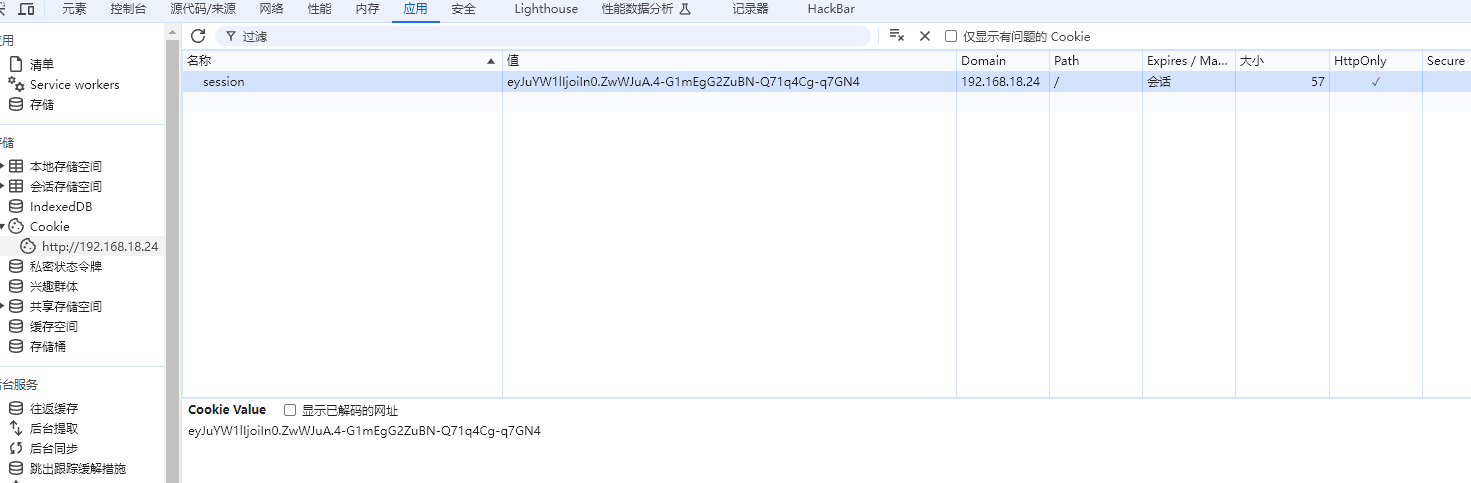 元素 控制台 源代码/来源 网络 性能 内存 应用 安全 Lighthouse 性能数据分析 记录器 HackBar
应用
清单
Service workers
存储
存储
本地存储空间
会话存储空间
IndexedDB
Cookie
http://192.168.18.24
私密状态令牌
兴趣群体
共享存储空间
缓存空间
存储桶
后台服务
往返缓存
后台提取
后台同步
跳出跟踪缓解措施
过滤 仅显示有问题的 Cookie
名称 值 Domain Path Expires / Ma... 大小 HttpOnly Secure
session eyJuYW1lIjoiIn0.ZwWJuA.4-G1mEgG2ZuBN-Q71q4Cg-q7GN4 192.168.18.24 / 会话 57 ✓
Cookie Value 显示已解码的网址
eyJuYW1lIjoiIn0.ZwWJuA.4-G1mEgG2ZuBN-Q71q4Cg-q7GN4